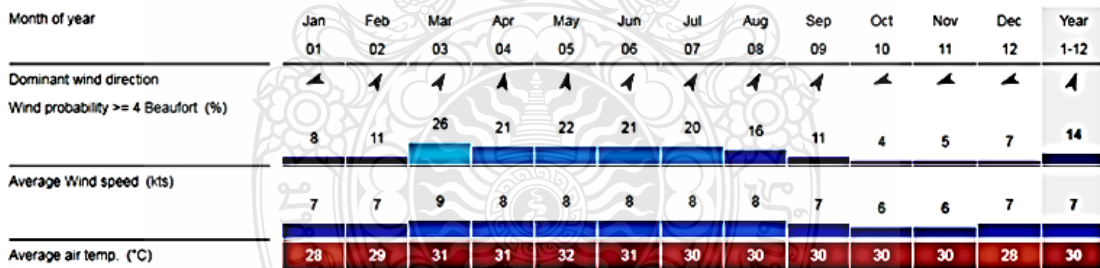 Month of year Jan Feb Mar Apr May Jun Jul Aug Sep Oct Nov Dec Year
01 02 03 04 05 06 07 08 09 10 11 12 1-12
Dominant wind direction
Wind probability >= 4 Beaufort (%)
8 11 26 21 22 21 20 16 11 4 5 7 14
Average Wind speed (kts)
7 7 9 8 8 8 8 8 7 6 6 7 7
Average air temp. (°C) 28 29 31 31 32 31 30 30 30 30 30 28 30